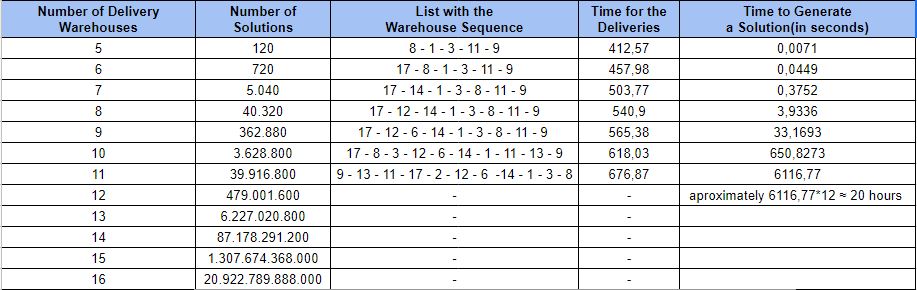 Number of Delivery Warehouses | Number of Solutions | List with the Warehouse Sequence | Time for the Deliveries | Time to Generate a Solution(in seconds)
5 | 120 | 8 - 1 - 3 - 11 - 9 | 412,57 | 0,0071
6 | 720 | 17 - 8 - 1 - 3 - 11 - 9 | 457,98 | 0,0449
7 | 5.040 | 17 - 14 - 1 - 3 - 8 - 11 - 9 | 503,77 | 0,3752
8 | 40.320 | 17 - 12 - 14 - 1 - 3 - 8 - 11 - 9 | 540,9 | 3,9336
9 | 362.880 | 17 - 12 - 6 - 14 - 1 - 3 - 8 - 11 - 9 | 565,38 | 33,1693
10 | 3.628.800 | 17 - 8 - 3 - 12 - 6 - 14 - 1 - 11 - 13 - 9 | 618,03 | 650,8273
11 | 39.916.800 | 9 - 13 - 11 - 17 - 2 - 12 - 6 -14 - 1 - 3 - 8 | 676,87 | 6116,77
12 | 479.001.600 | - | - | aproximately 6116,77*12 ≈ 20 hours
13 | 6.227.020.800 | - | - |
14 | 87.178.291.200 | - | - |
15 | 1.307.674.368.000 | - | - |
16 | 20.922.789.888.000 | - | - |